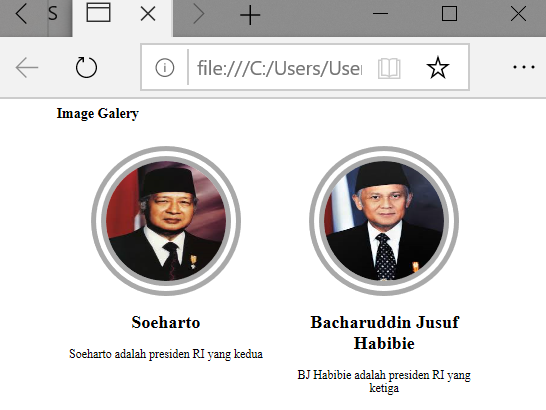 S
file:///C:/Users/User
Image Galery
Soeharto
Soeharto adalah presiden RI yang kedua
Bacharuddin Jusuf
Habibie
BJ Habibie adalah presiden RI yang
ketiga